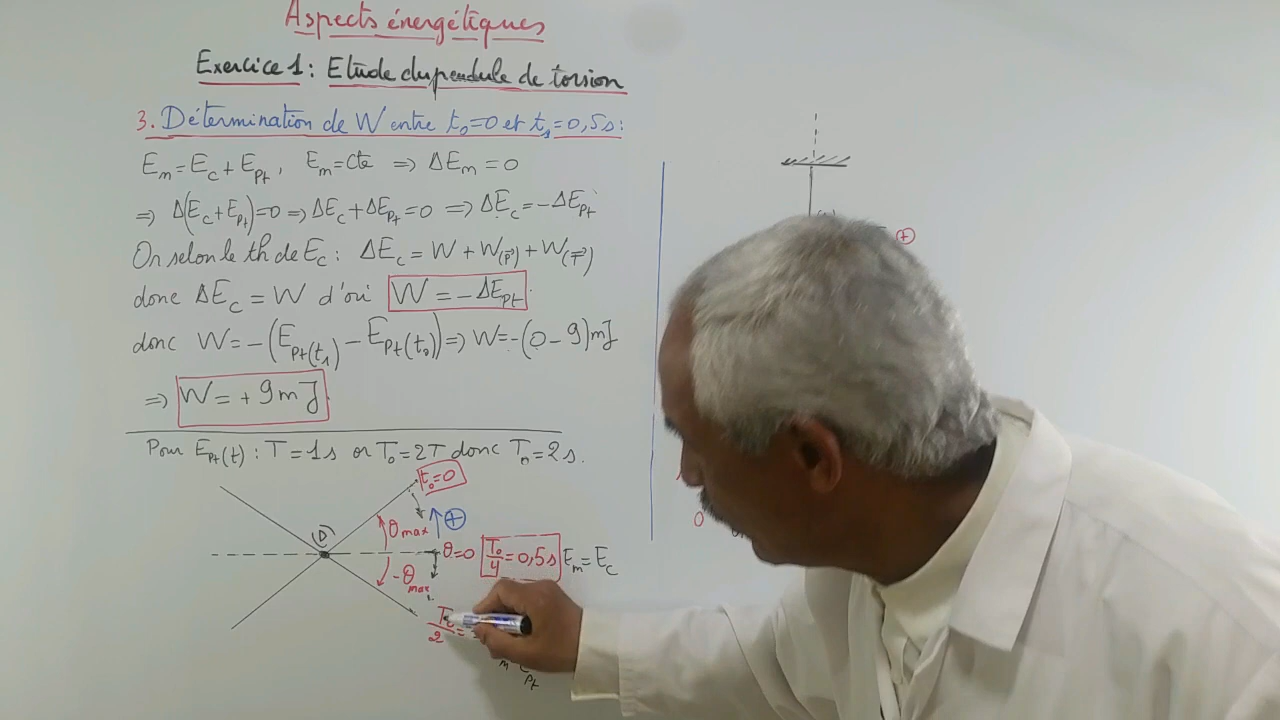 Aspects énergétiques
Exercice 1 : Etude du pendule de torsion
3. Détermination de W entre t₀=0 et t₁=0,5s :
Em = Ec + Ept, Em = Cte ⇒ ΔEm = 0
⇒ Δ(Ec + Ept) = 0 ⇒ ΔEc + ΔEpt = 0 ⇒ ΔEc = -ΔEpt
Or selon le th de Ec : ΔEc = W + W(P⃗) + W(F⃗)
donc ΔEc = W d'où W = -ΔEpt
donc W = -(Ept(t₁) - Ept(t₀)) ⇒ W = -(0 - 9)mJ
⇒ W = +9mJ
Pour Ept(t) : T = 1s or T₀ = 2T donc T₀ = 2s.
t₀=0
(D)
θmax
⊕
θ=0 T₀/4 = 0,5s Em = Ec
-θmax
T₀/2 =
m
pt
⊕
0